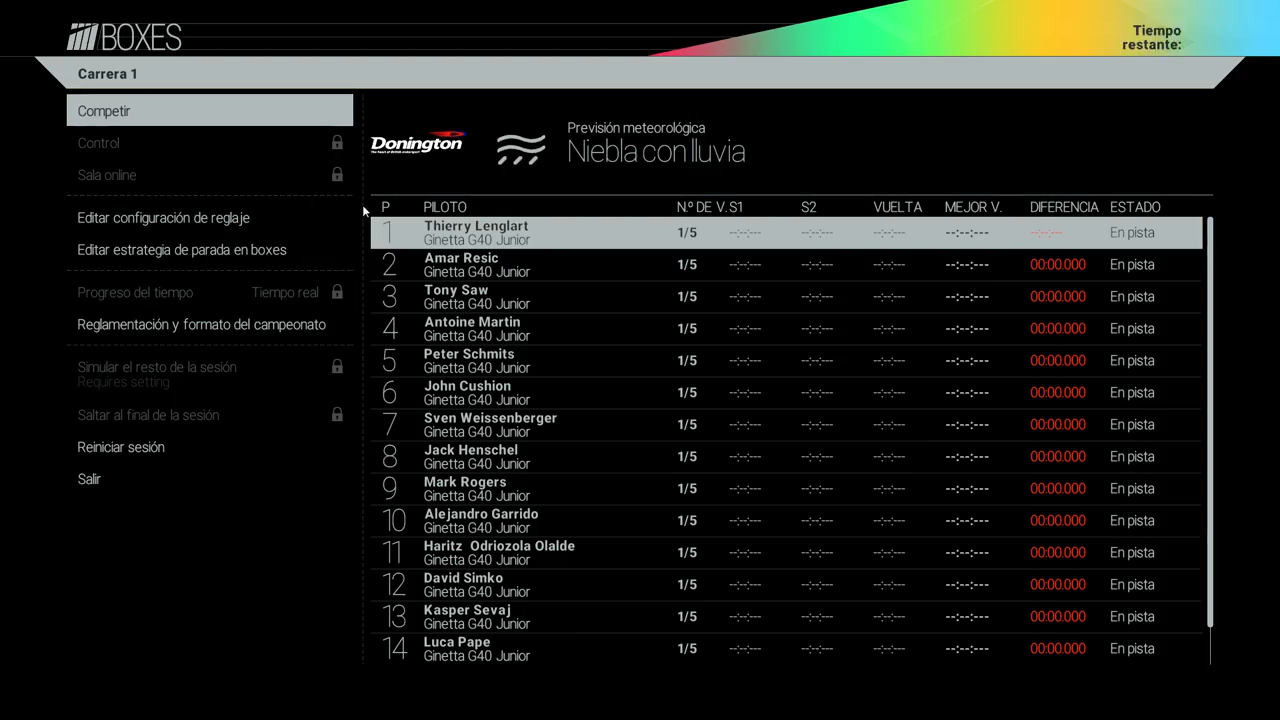 BOXES
Tiempo
restante:
Carrera 1
Competir
Control
Sala online
Editar configuración de reglaje
Editar estrategia de parada en boxes
Progreso del tiempo Tiempo real
Reglamentación y formato del campeonato
Simular el resto de la sesión
Requires setting
Saltar al final de la sesión
Reiniciar sesión
Salir
Donington
Previsión meteorológica
Niebla con lluvia
P PILOTO N.º DE V. S1 S2 VUELTA MEJOR V. DIFERENCIA ESTADO
1 Thierry Lenglart 1/5 --:--:--- --:--:--- --:--:--- --:--:--- --:--:--- En pista
Ginetta G40 Junior
2 Amar Resic 1/5 --:--:--- --:--:--- --:--:--- --:--:--- 00:00.000 En pista
Ginetta G40 Junior
3 Tony Saw 1/5 --:--:--- --:--:--- --:--:--- --:--:--- 00:00.000 En pista
Ginetta G40 Junior
4 Antoine Martin 1/5 --:--:--- --:--:--- --:--:--- --:--:--- 00:00.000 En pista
Ginetta G40 Junior
5 Peter Schmits 1/5 --:--:--- --:--:--- --:--:--- --:--:--- 00:00.000 En pista
Ginetta G40 Junior
6 John Cushion 1/5 --:--:--- --:--:--- --:--:--- --:--:--- 00:00.000 En pista
Ginetta G40 Junior
7 Sven Weissenberger 1/5 --:--:--- --:--:--- --:--:--- --:--:--- 00:00.000 En pista
Ginetta G40 Junior
8 Jack Henschel 1/5 --:--:--- --:--:--- --:--:--- --:--:--- 00:00.000 En pista
Ginetta G40 Junior
9 Mark Rogers 1/5 --:--:--- --:--:--- --:--:--- --:--:--- 00:00.000 En pista
Ginetta G40 Junior
10 Alejandro Garrido 1/5 --:--:--- --:--:--- --:--:--- --:--:--- 00:00.000 En pista
Ginetta G40 Junior
11 Haritz Odriozola Olalde 1/5 --:--:--- --:--:--- --:--:--- --:--:--- 00:00.000 En pista
Ginetta G40 Junior
12 David Simko 1/5 --:--:--- --:--:--- --:--:--- --:--:--- 00:00.000 En pista
Ginetta G40 Junior
13 Kasper Sevaj 1/5 --:--:--- --:--:--- --:--:--- --:--:--- 00:00.000 En pista
Ginetta G40 Junior
14 Luca Pape 1/5 --:--:--- --:--:--- --:--:--- --:--:--- 00:00.000 En pista
Ginetta G40 Junior